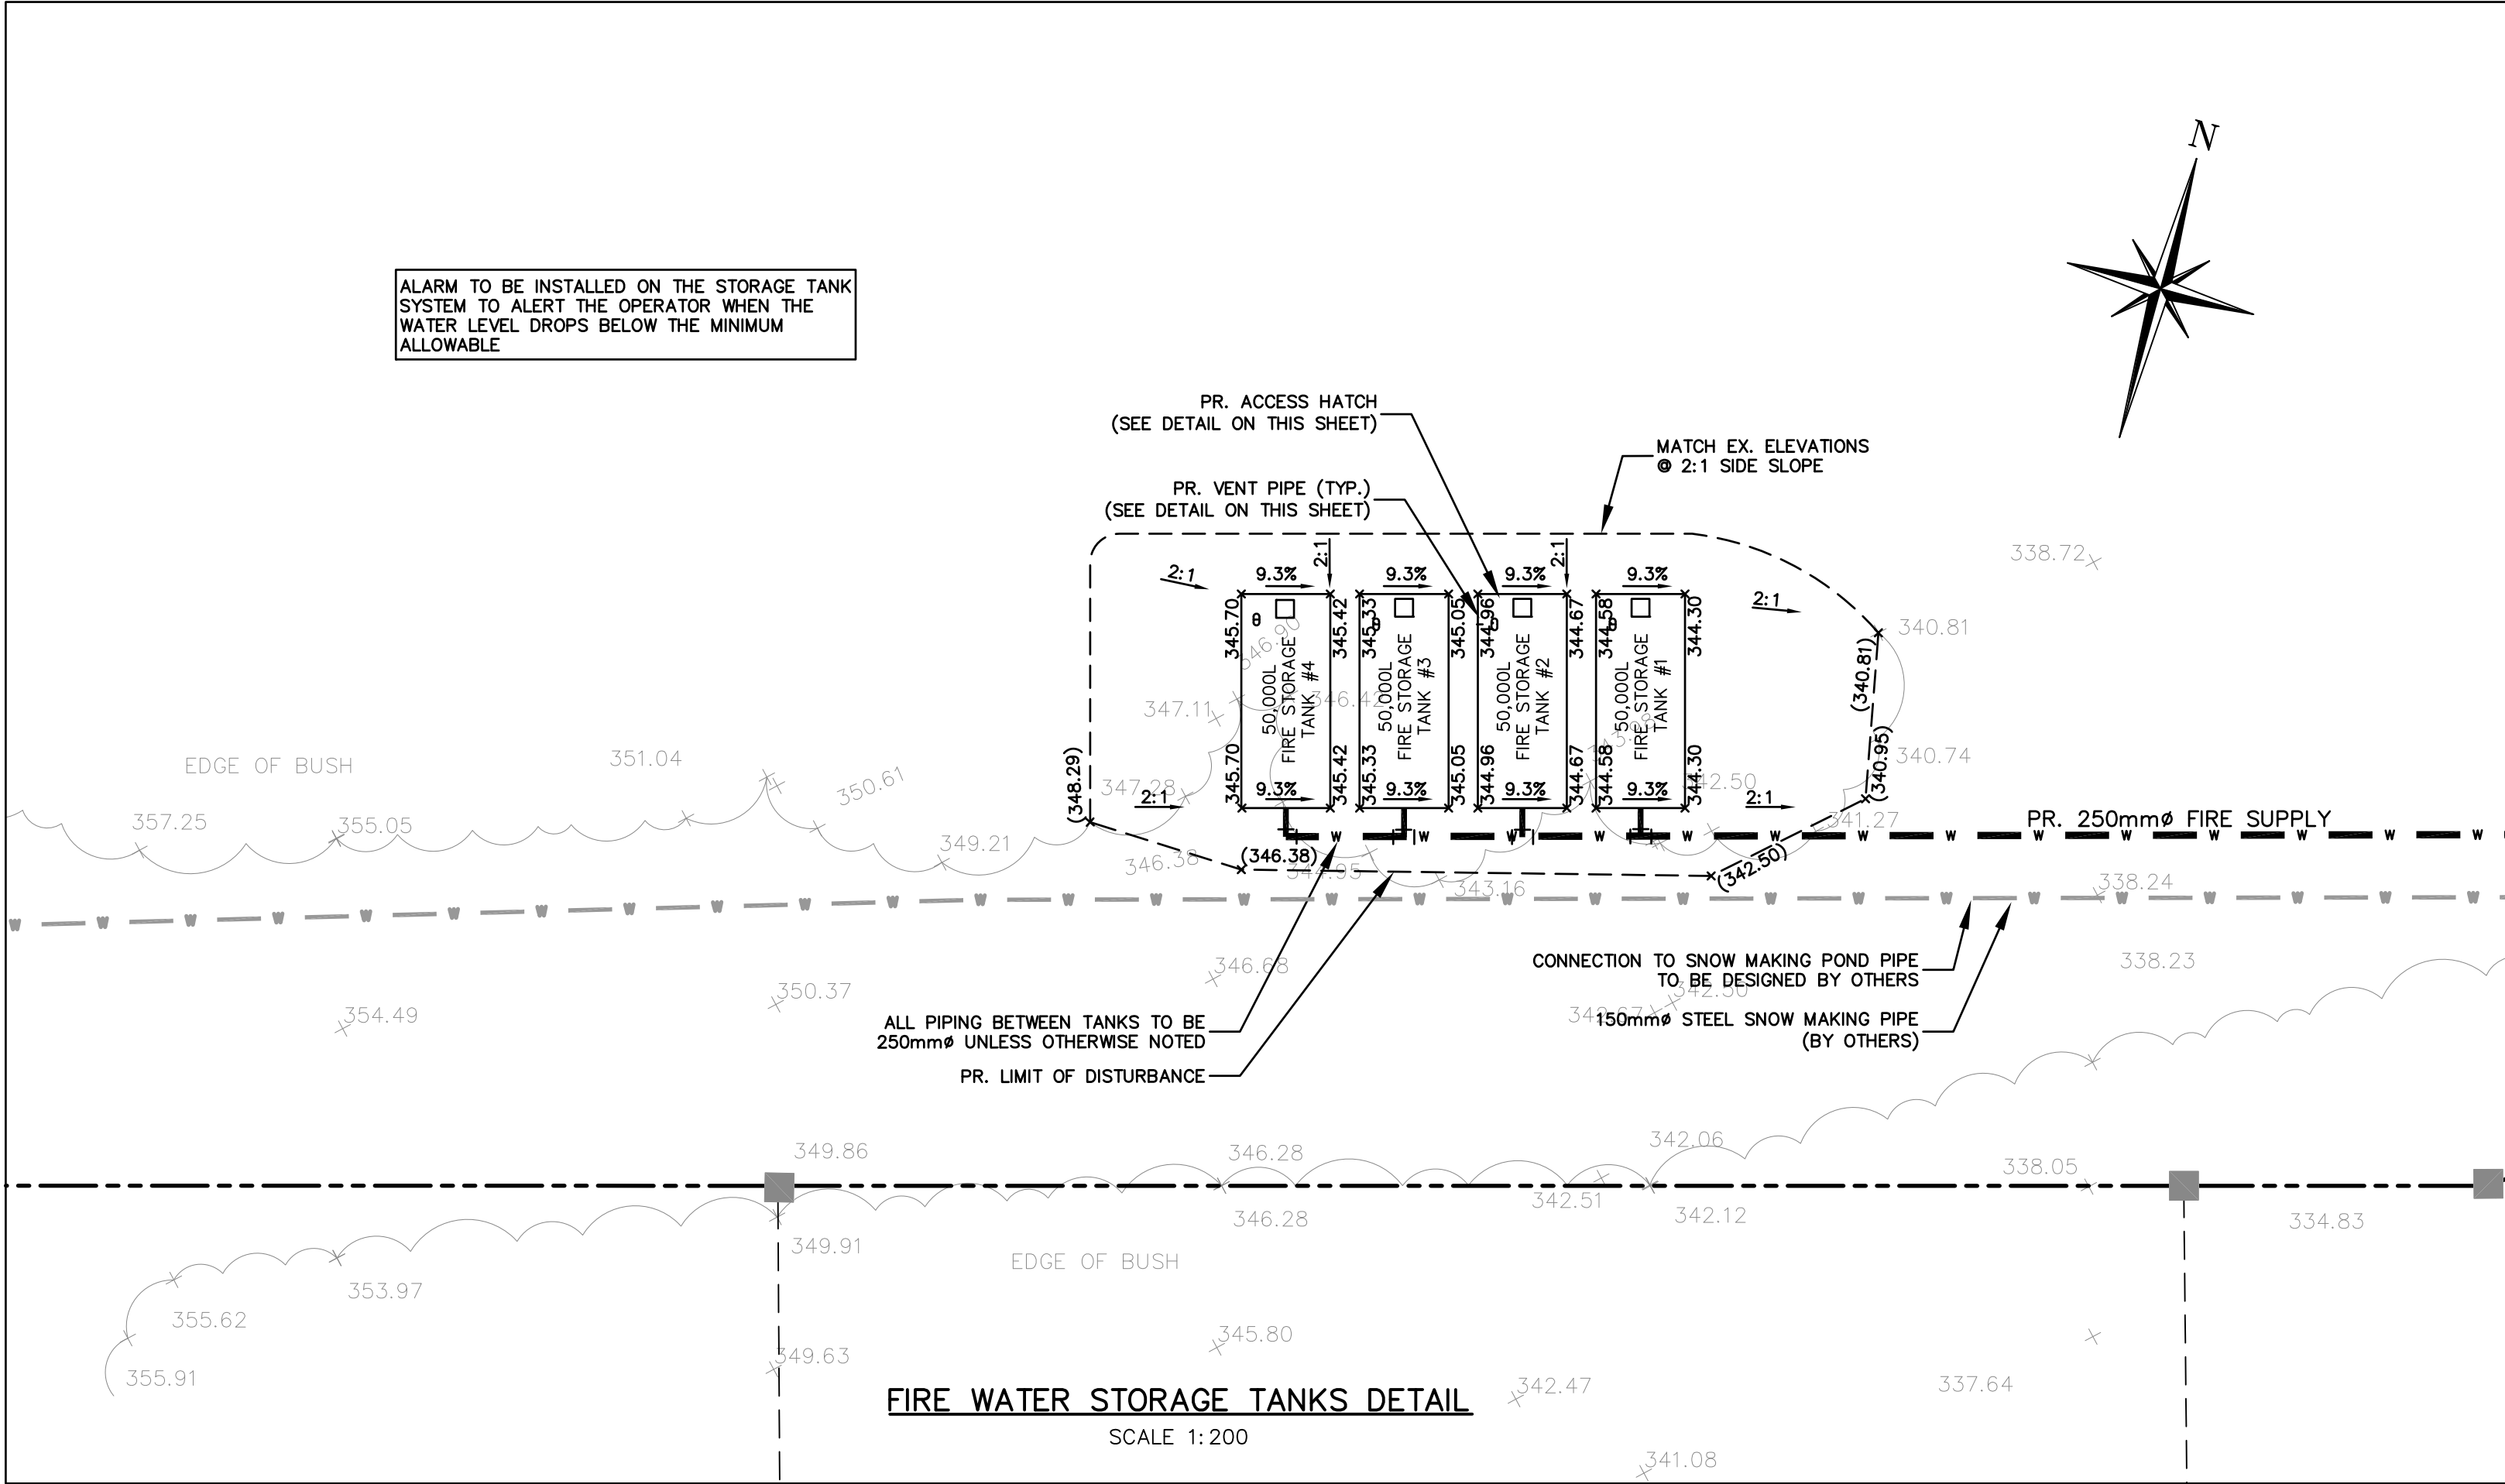 N
ALARM TO BE INSTALLED ON THE STORAGE TANK
SYSTEM TO ALERT THE OPERATOR WHEN THE
WATER LEVEL DROPS BELOW THE MINIMUM
ALLOWABLE
PR. ACCESS HATCH
(SEE DETAIL ON THIS SHEET)
MATCH EX. ELEVATIONS
@ 2:1 SIDE SLOPE
PR. VENT PIPE (TYP.)
(SEE DETAIL ON THIS SHEET)
338.72
2:1
2:1
2:1
2:1
9.3%
9.3%
9.3%
9.3%
345.70
345.42
345.33
345.05
344.96
344.67
344.58
344.30
50,000L
FIRE STORAGE
TANK #4
50,000L
FIRE STORAGE
TANK #3
50,000L
FIRE STORAGE
TANK #2
50,000L
FIRE STORAGE
TANK #1
346.90
346.42
347.11
347.28
340.81
(340.81)
(340.95)
340.74
342.50
341.27
345.70
345.42
345.33
345.05
344.96
344.67
344.58
344.30
9.3%
9.3%
9.3%
9.3%
2:1
2:1
(348.29)
EDGE OF BUSH
351.04
350.61
357.25
355.05
349.21
346.38
(346.38)
344.95
343.16
(342.50)
PR. 250mmø FIRE SUPPLY
W W W W W W W W W W W W W W
338.24
W W W W W W W W W W W W W W W W W W W W W W W W W W W W W
CONNECTION TO SNOW MAKING POND PIPE
TO BE DESIGNED BY OTHERS
338.23
346.68
350.37
354.49
342.50
342.67
150mmø STEEL SNOW MAKING PIPE
(BY OTHERS)
ALL PIPING BETWEEN TANKS TO BE
250mmø UNLESS OTHERWISE NOTED
PR. LIMIT OF DISTURBANCE
349.86
346.28
342.06
338.05
342.51
346.28
342.12
334.83
349.91
EDGE OF BUSH
353.97
355.62
345.80
349.63
355.91
342.47
337.64
FIRE WATER STORAGE TANKS DETAIL
SCALE 1:200
341.08